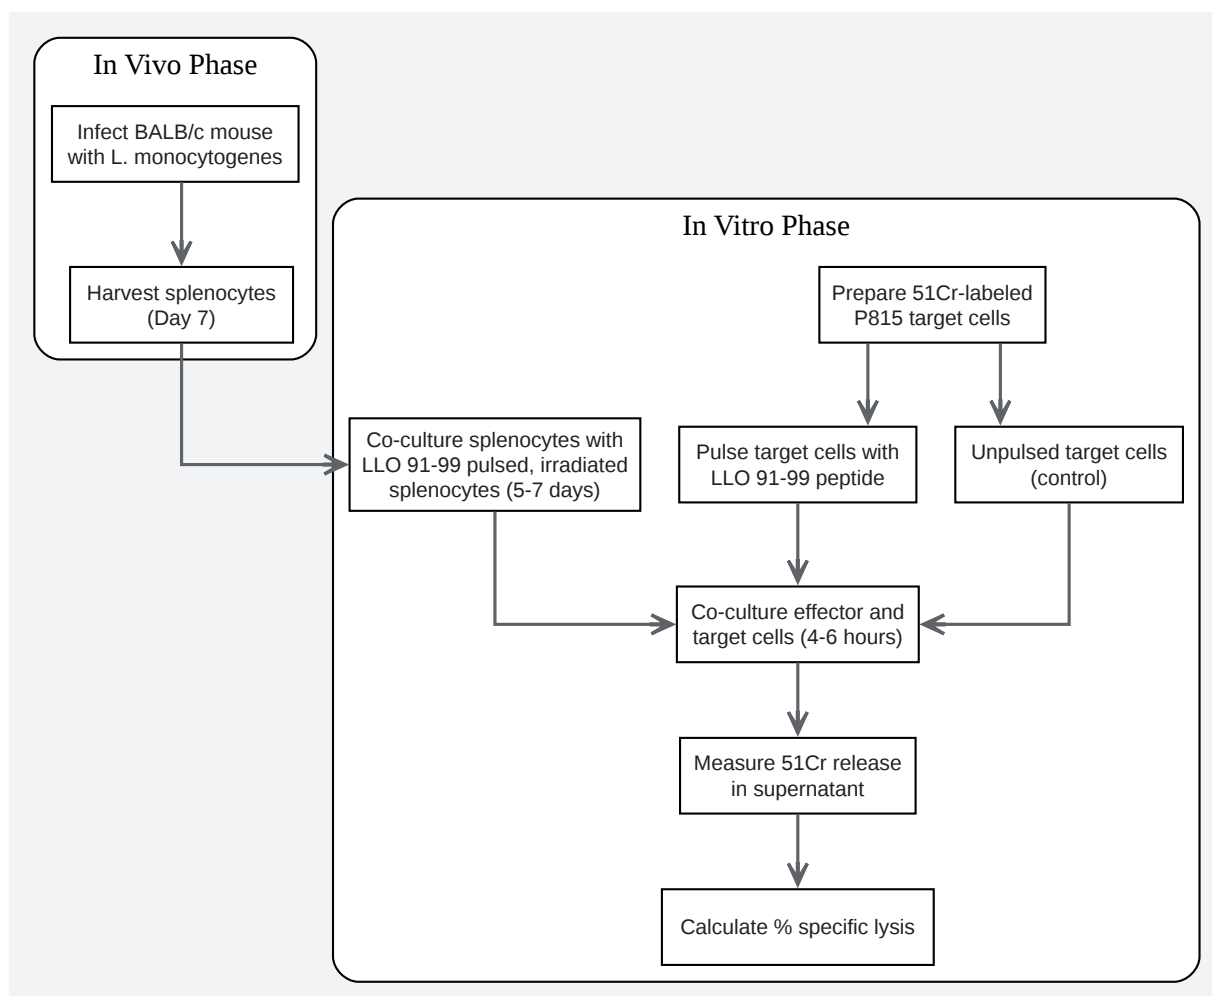 In Vivo Phase
Infect BALB/c mouse
with L. monocytogenes
Harvest splenocytes
(Day 7)
In Vitro Phase
Prepare 51Cr-labeled
P815 target cells
Co-culture splenocytes with
LLO 91-99 pulsed, irradiated
splenocytes (5-7 days)
Pulse target cells with
LLO 91-99 peptide
Unpulsed target cells
(control)
Co-culture effector and
target cells (4-6 hours)
Measure 51Cr release
in supernatant
Calculate % specific lysis